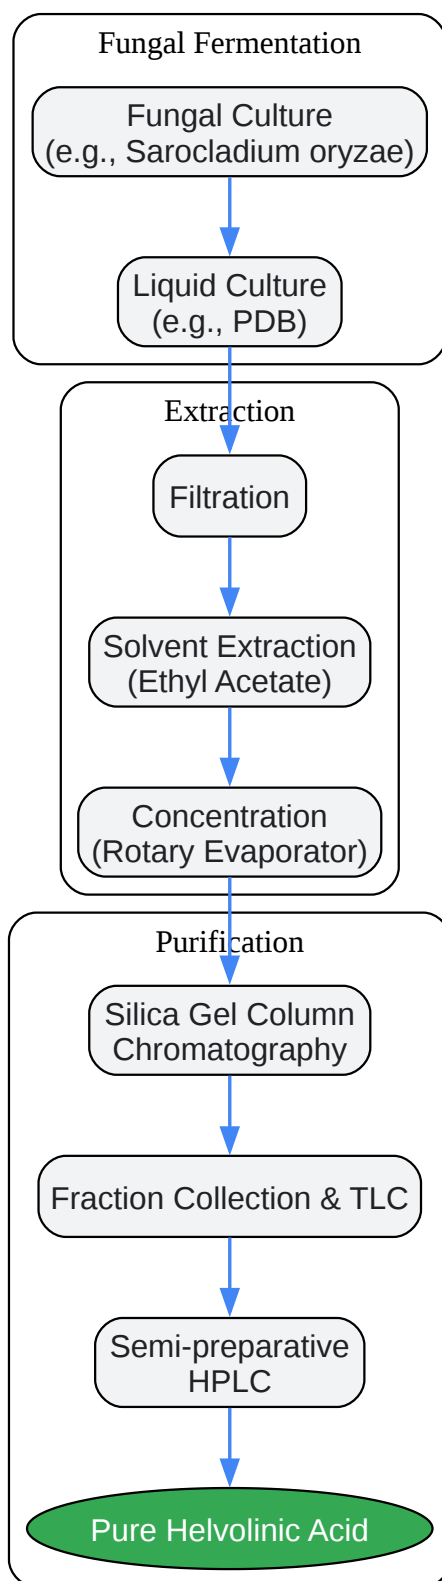 Fungal Fermentation
Fungal Culture
(e.g., Sarocladium oryzae)
Liquid Culture
(e.g., PDB)
Extraction
Filtration
Solvent Extraction
(Ethyl Acetate)
Concentration
(Rotary Evaporator)
Purification
Silica Gel Column
Chromatography
Fraction Collection & TLC
Semi-preparative
HPLC
Pure Helvolinic Acid